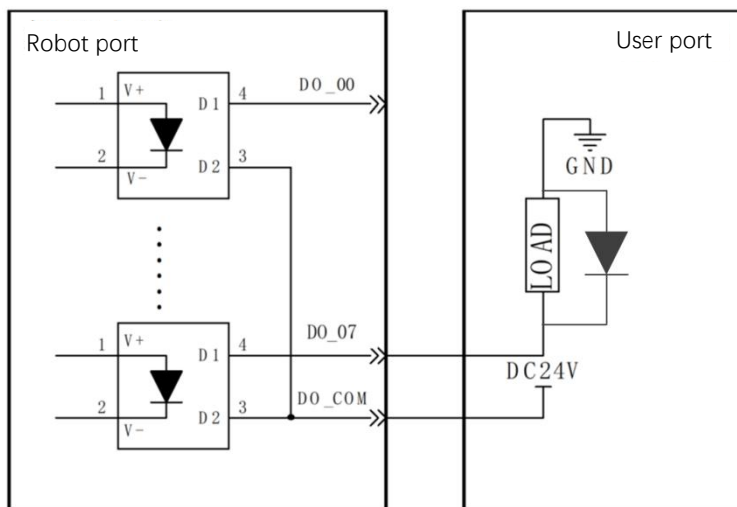 Robot port
User port
DO_00
1
V+
D1
4
GND
2
V-
D2
3
LOAD
DO_07
1
V+
D1
4
DC24V
DO_COM
2
V-
D2
3